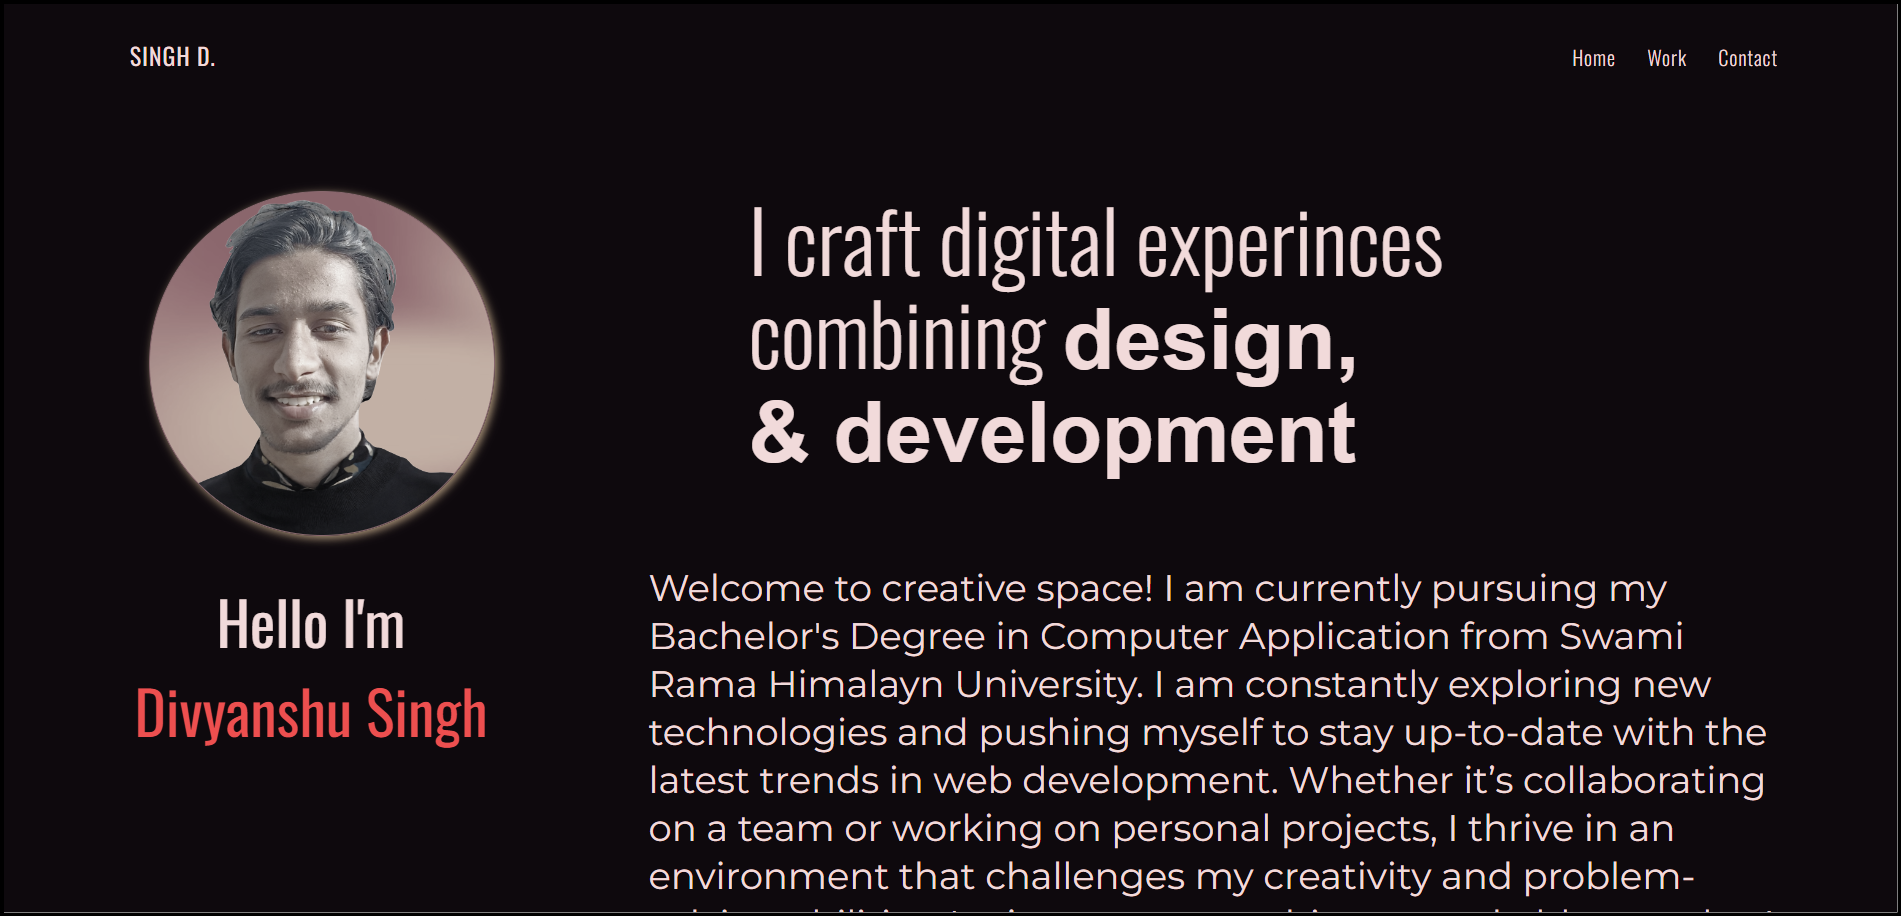 SINGH D.
Home Work Contact
I craft digital experinces
combining design,
& development
Hello I'm
Divyanshu Singh
Welcome to creative space! I am currently pursuing my
Bachelor's Degree in Computer Application from Swami
Rama Himalayn University. I am constantly exploring new
technologies and pushing myself to stay up-to-date with the
latest trends in web development. Whether it’s collaborating
on a team or working on personal projects, I thrive in an
environment that challenges my creativity and problem-